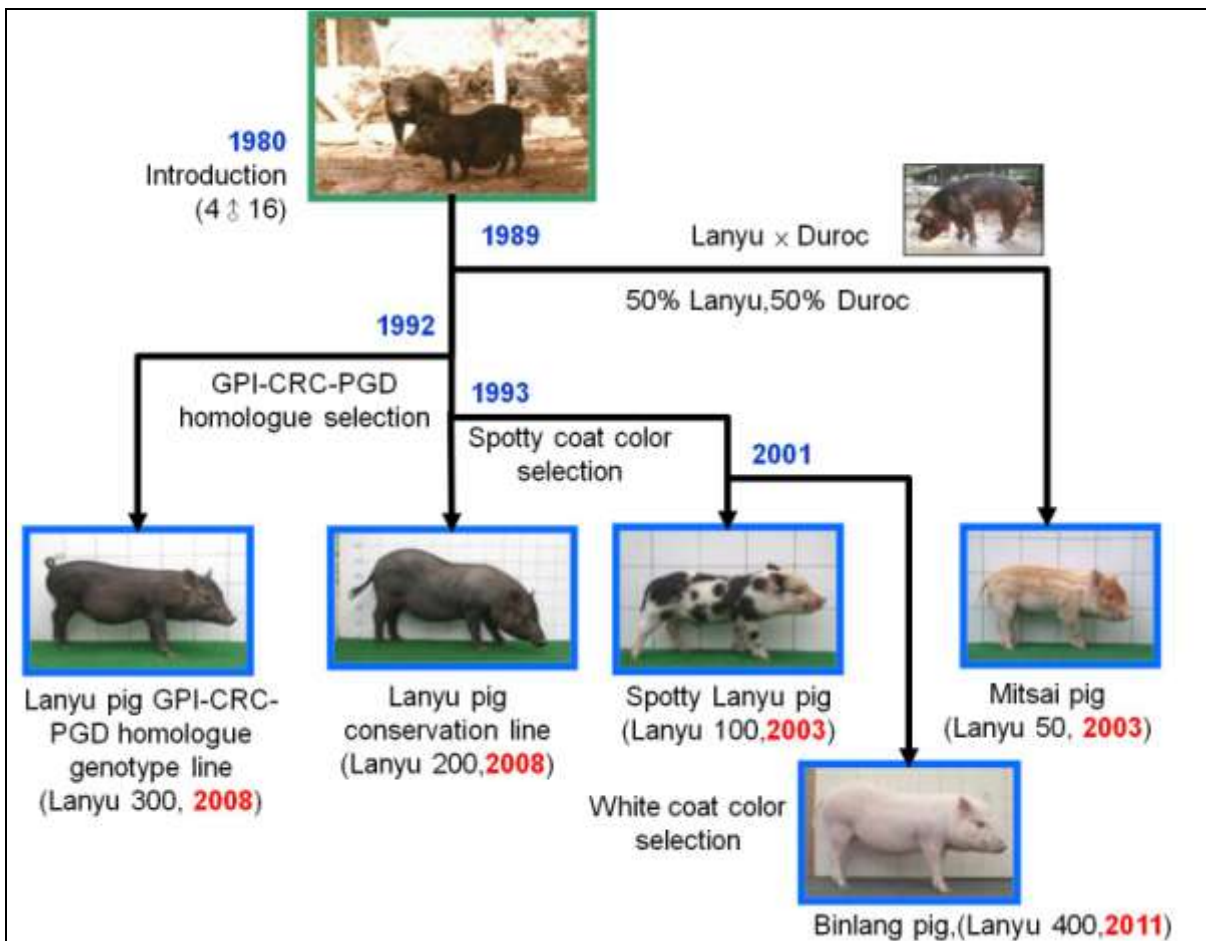 1980
Introduction
(4♂16)
1989
Lanyu × Duroc
50% Lanyu,50% Duroc
1992
GPI-CRC-PGD
homologue selection
1993
Spotty coat color
selection
2001
Lanyu pig GPI-CRC-
PGD homologue
genotype line
(Lanyu 300, 2008)
Lanyu pig
conservation line
(Lanyu 200,2008)
Spotty Lanyu pig
(Lanyu 100,2003)
Mitsai pig
(Lanyu 50, 2003)
White coat color
selection
Binlang pig,(Lanyu 400,2011)